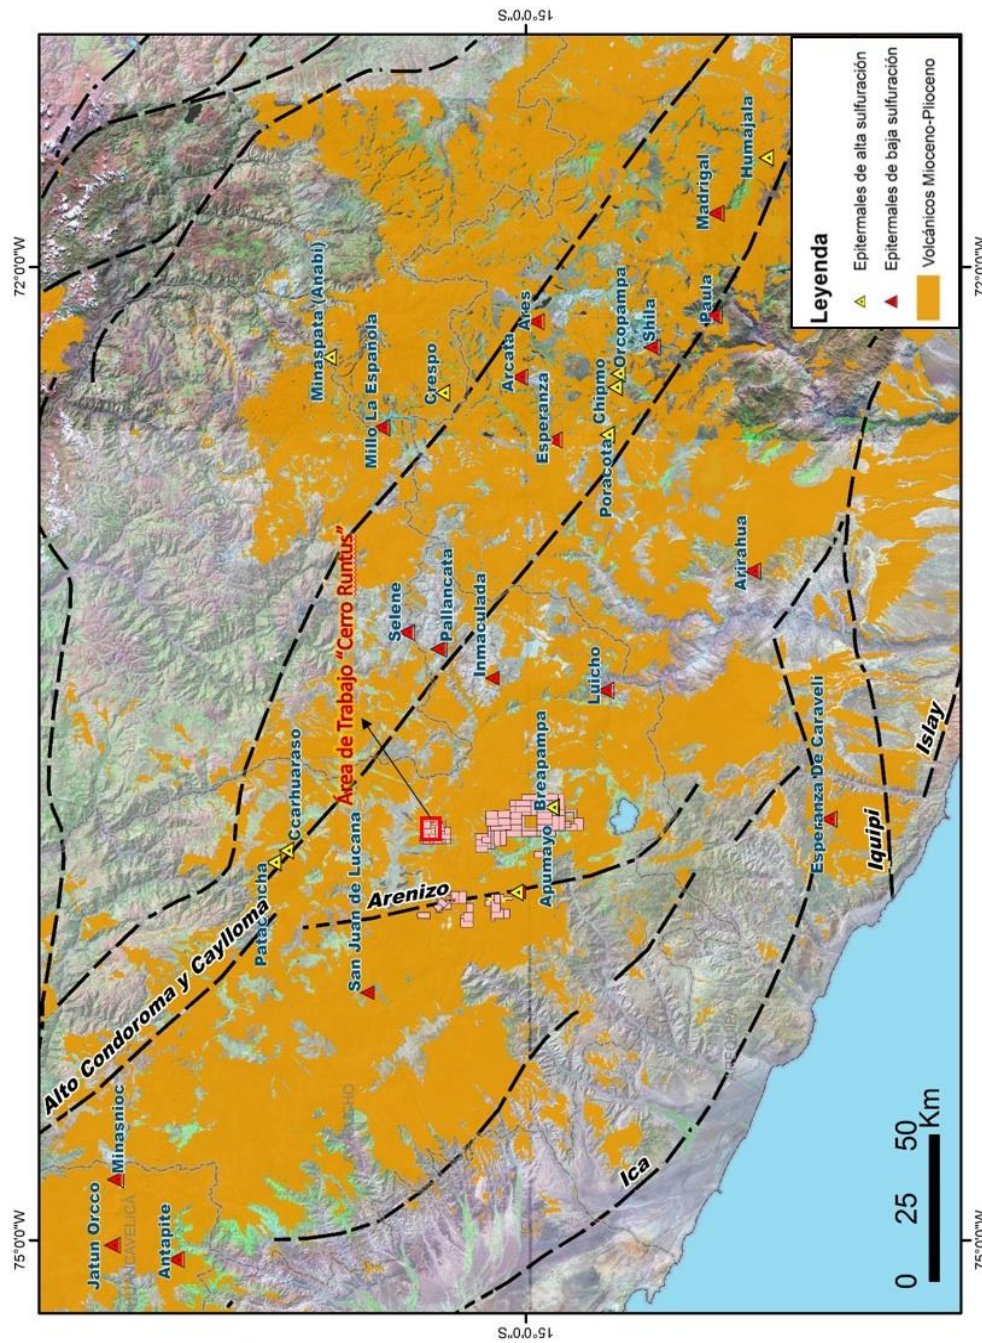 75°0'0"W
72°0'0"W
15°0'0"S
15°0'0"S
75°0'0"W
72°0'0"W
Jatun Orcco
Minasnioc
HUANCAVELICA
Antapite
Alto Condoroma y Caylloma
Patacancha
Ccarhuaraso
San Juan de Lucana
Arenizo
Área de Trabajo "Cerro Runtus"
Minaspata (Anabi)
Millo La Española
Crespo
Selene
Pallancata
Inmaculada
Apumayo
Breapampa
Luicho
Arcata
Ares
Esperanza
Poracota
Chipmo
Orcopampa
Shila
Paula
Madrigal
Humajala
Arirahua
Esperanza De Caraveli
Ica
Iquipi
Islay
0 25 50
Km
Leyenda
Epitermales de alta sulfuración
Epitermales de baja sulfuración
Volcánicos Mioceno-Plioceno